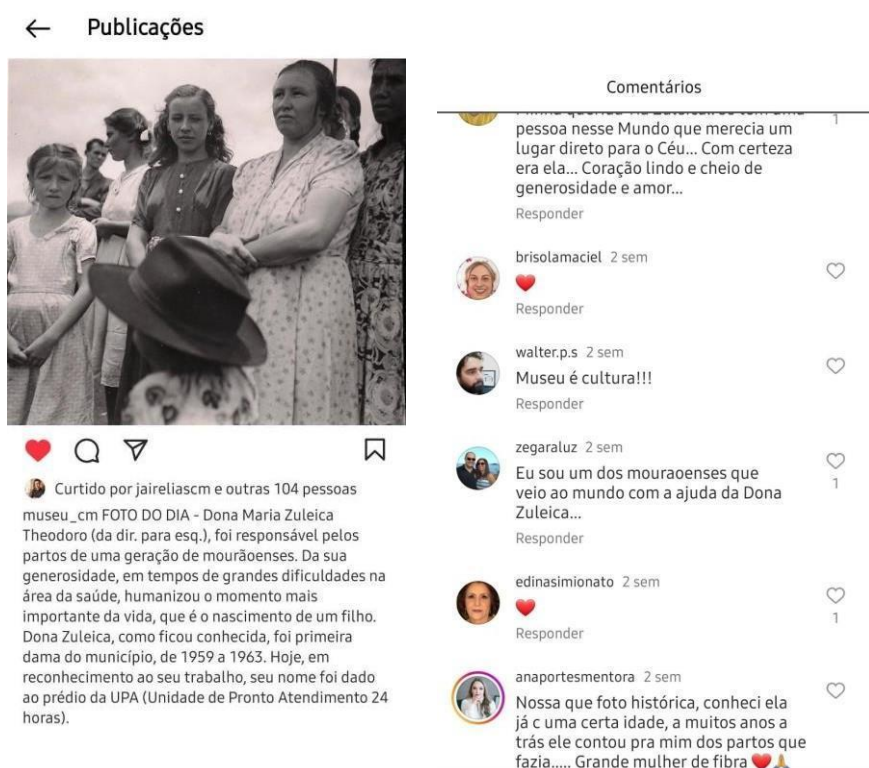 Publicações
Curtido por jaireliascm e outras 104 pessoas
museu_cm FOTO DO DIA - Dona Maria Zuleica
Theodoro (da dir. para esq.), foi responsável pelos
partos de uma geração de mourãoenses. Da sua
generosidade, em tempos de grandes dificuldades na
área da saúde, humanizou o momento mais
importante da vida, que é o nascimento de um filho.
Dona Zuleica, como ficou conhecida, foi primeira
dama do município, de 1959 a 1963. Hoje, em
reconhecimento ao seu trabalho, seu nome foi dado
ao prédio da UPA (Unidade de Pronto Atendimento 24
horas).
Comentários
pessoa nesse Mundo que merecia um
lugar direto para o Céu... Com certeza
era ela... Coração lindo e cheio de
generosidade e amor...
1
Responder
brisolamaciel 2 sem
❤️
Responder
walter.p.s 2 sem
Museu é cultura!!!
Responder
zegaraluz 2 sem
Eu sou um dos mouraoenses que
veio ao mundo com a ajuda da Dona
Zuleica...
1
Responder
edinasimionato 2 sem
❤️
1
Responder
anaportesmentora 2 sem
Nossa que foto histórica, conheci ela
já c uma certa idade, a muitos anos a
trás ele contou pra mim dos partos que
fazia..... Grande mulher de fibra ❤️🙏